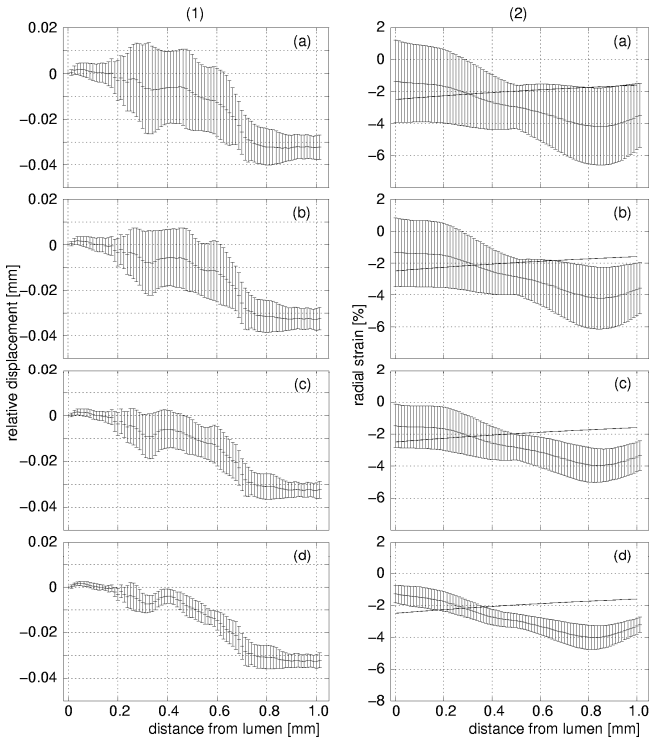 (1)
(2)
0.02
0
−0.02
−0.04
(a)
2
0
−2
−4
−6
(a)
0.02
0
−0.02
−0.04
(b)
2
0
−2
−4
−6
(b)
relative displacement [mm]
radial strain [%]
0.02
0
−0.02
−0.04
(c)
2
0
−2
−4
−6
(c)
0.02
0
−0.02
−0.04
(d)
2
0
−2
−4
−6
−8
(d)
0 0.2 0.4 0.6 0.8 1.0
distance from lumen [mm]
0 0.2 0.4 0.6 0.8 1.0
distance from lumen [mm]